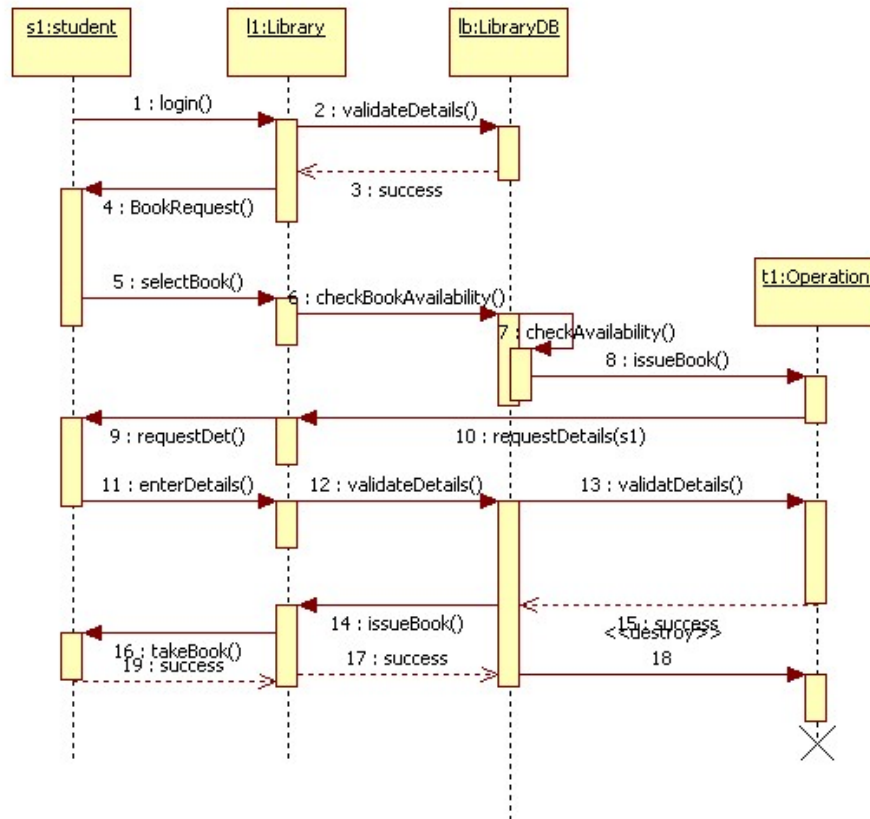 s1:student
l1:Library
lb:LibraryDB
1 : login()
2 : validateDetails()
3 : success
4 : BookRequest()
5 : selectBook()
6 : checkBookAvailability()
t1:Operation
7 : checkAvailability()
8 : issueBook()
9 : requestDet()
10 : requestDetails(s1)
11 : enterDetails()
12 : validateDetails()
13 : validatDetails()
14 : issueBook()
15 : success
<<destroy>>
16 : takeBook()
17 : success
18
19 : success